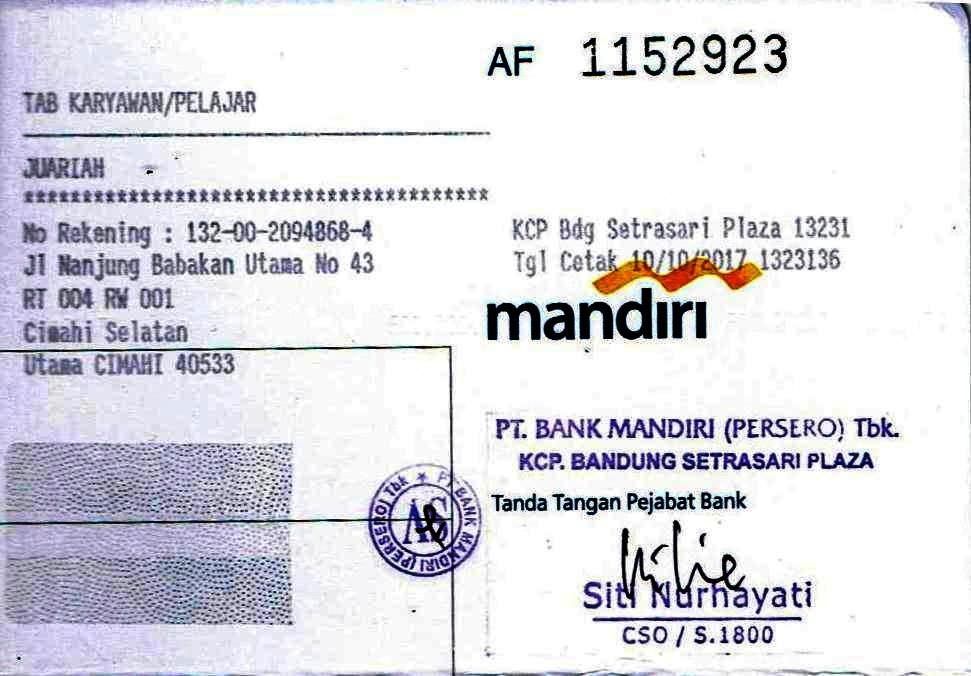 AF 1152923
TAB KARYAWAN/PELAJAR
JUARIAH -
****************************************
No Rekening : 132-00-2094868-4
Jl Nanjung Babakan Utama No 43
RT 004 RW 001
Cimahi Selatan
Utama CIMAHI 40533
KCP Bdg Setrasari Plaza 13231
Tgl Cetak 10/10/2017 1323136
mandırı
PT. BANK MANDIRI (PERSERO) Tbk.
KCP. BANDUNG SETRASARI PLAZA
Tanda Tangan Pejabat Bank
Siti Nurhayati
CSO / S.1800
PT. BANK MANDIRI (PERSERO) Tbk